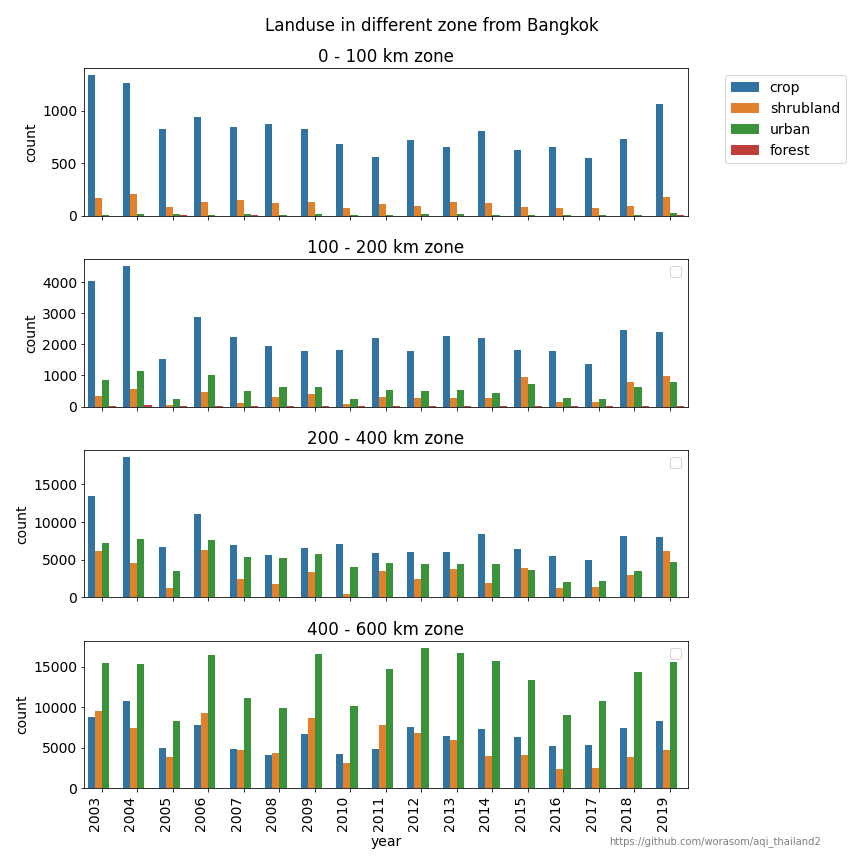 Landuse in different zone from Bangkok
0 - 100 km zone
crop
shrubland
urban
forest
count
1000
500
0
100 - 200 km zone
count
4000
3000
2000
1000
0
200 - 400 km zone
count
15000
10000
5000
0
400 - 600 km zone
count
15000
10000
5000
0
2003 2004 2005 2006 2007 2008 2009 2010 2011 2012 2013 2014 2015 2016 2017 2018 2019
year
https://github.com/worasom/aqi_thailand2